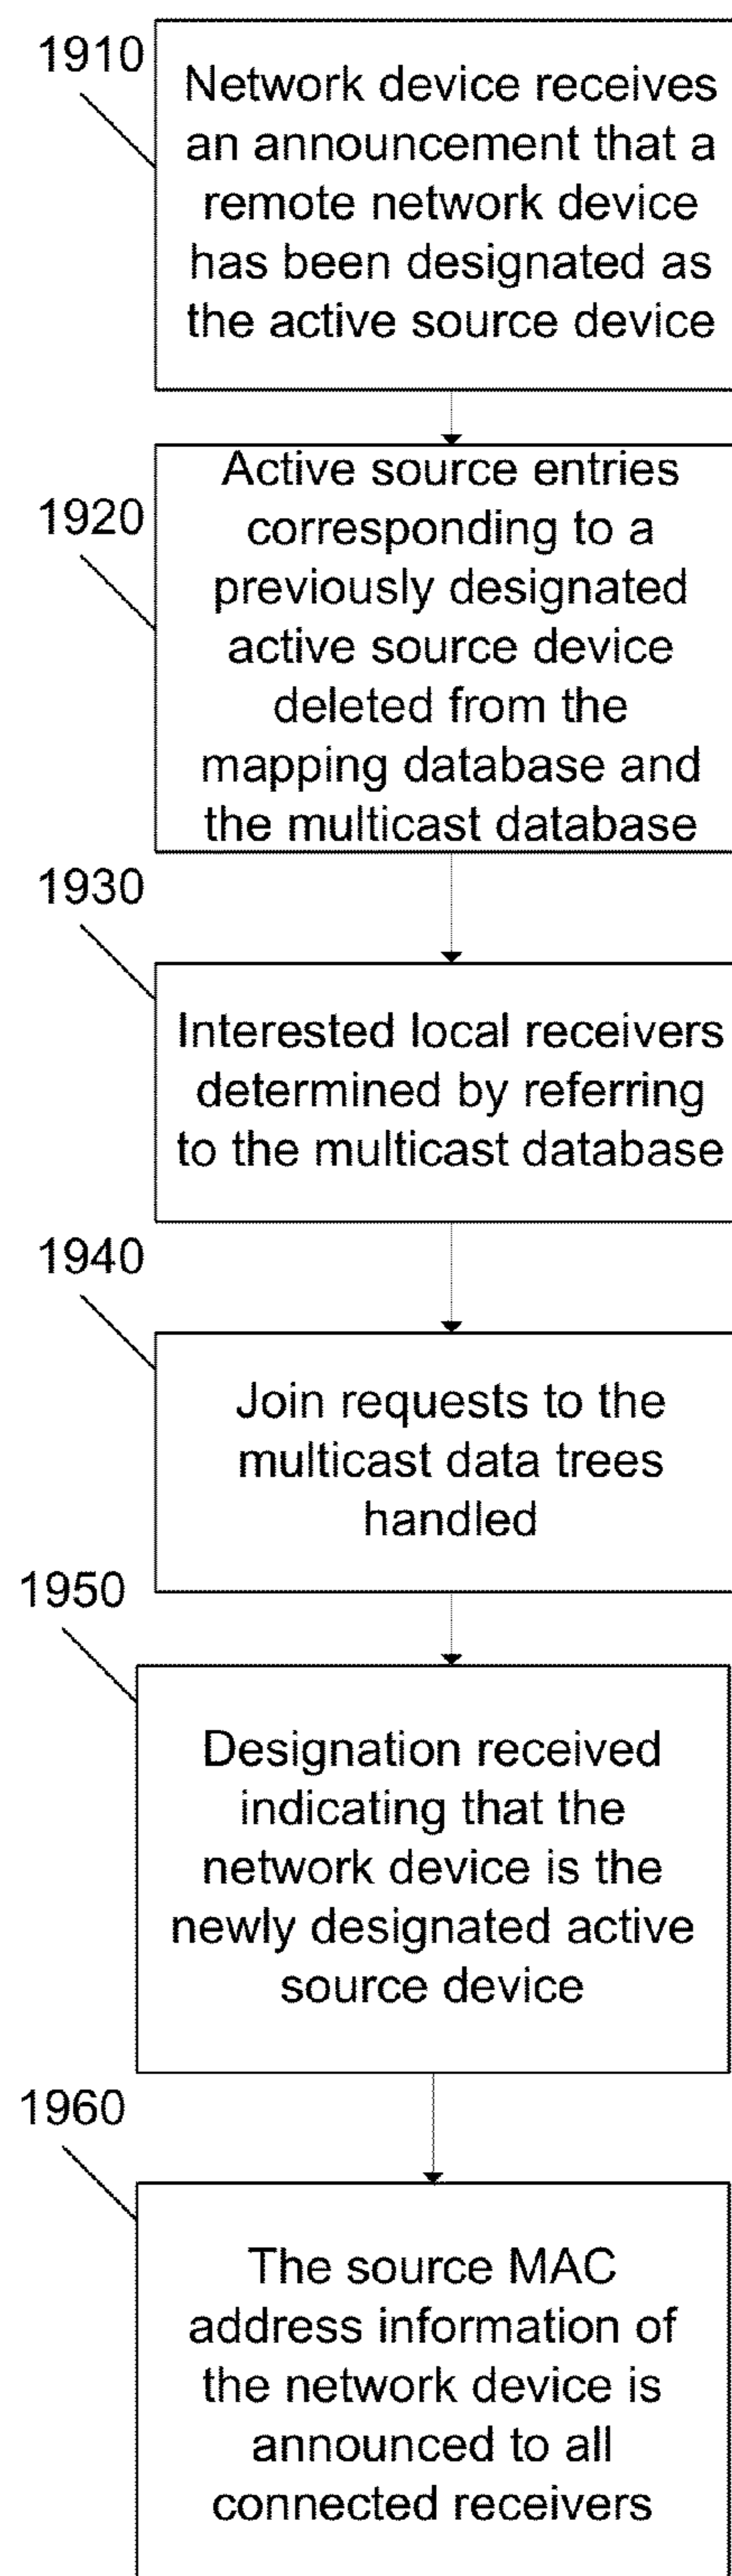 1910
Network device receives
an announcement that a
remote network device
has been designated as
the active source device
1920
Active source entries
corresponding to a
previously designated
active source device
deleted from the
mapping database and
the multicast database
1930
Interested local receivers
determined by referring
to the multicast database
1940
Join requests to the
multicast data trees
handled
1950
Designation received
indicating that the
network device is the
newly designated active
source device
1960
The source MAC
address information of
the network device is
announced to all
connected receivers